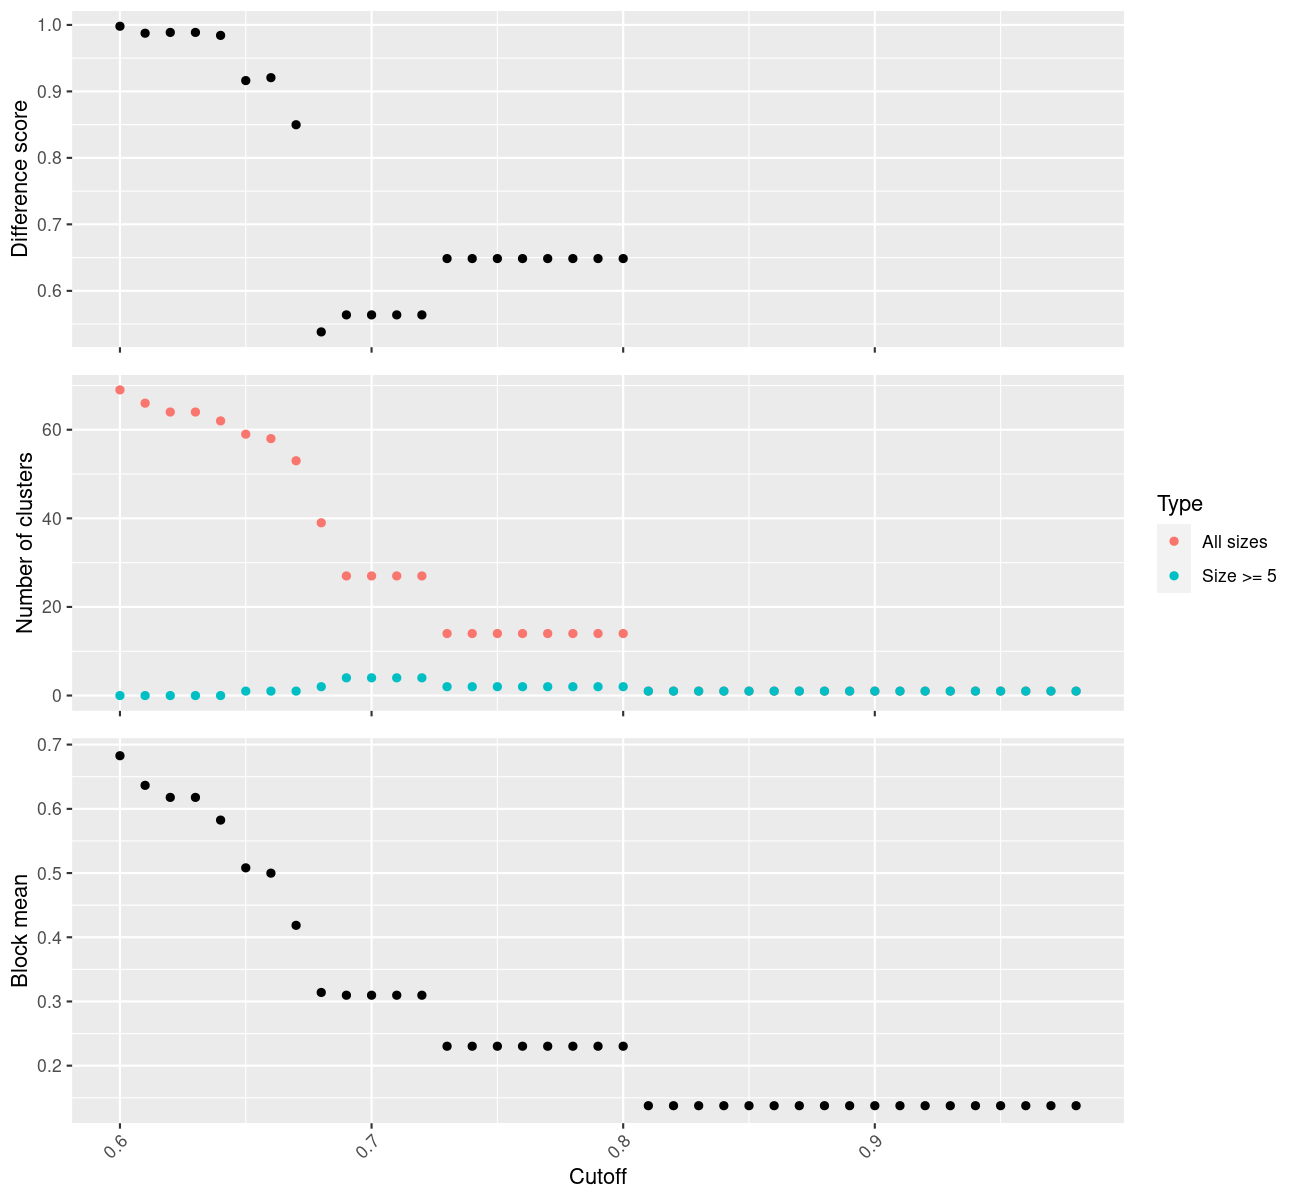 1.0
0.9
0.8
0.7
0.6
Difference score
60
40
20
0
Number of clusters
Type
All sizes
Size >= 5
0.7
0.6
0.5
0.4
0.3
0.2
Block mean
0.6
0.7
0.8
0.9
Cutoff